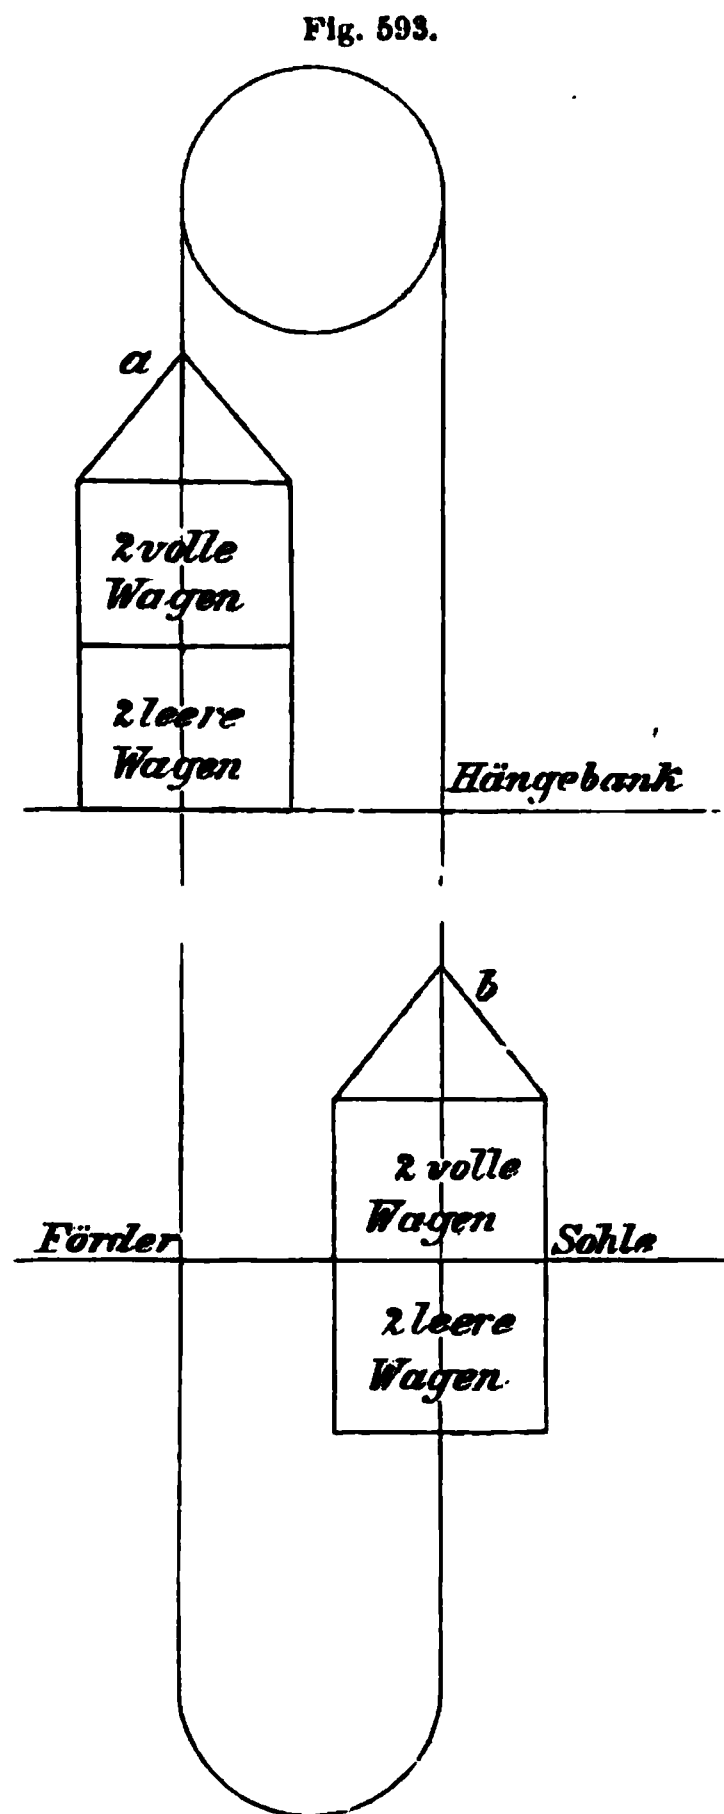 Fig. 593.
a
2 volle
Wagen
2 leere
Wagen
Hängebank
b
2 volle
Wagen
Förder Sohle
2 leere
Wagen.